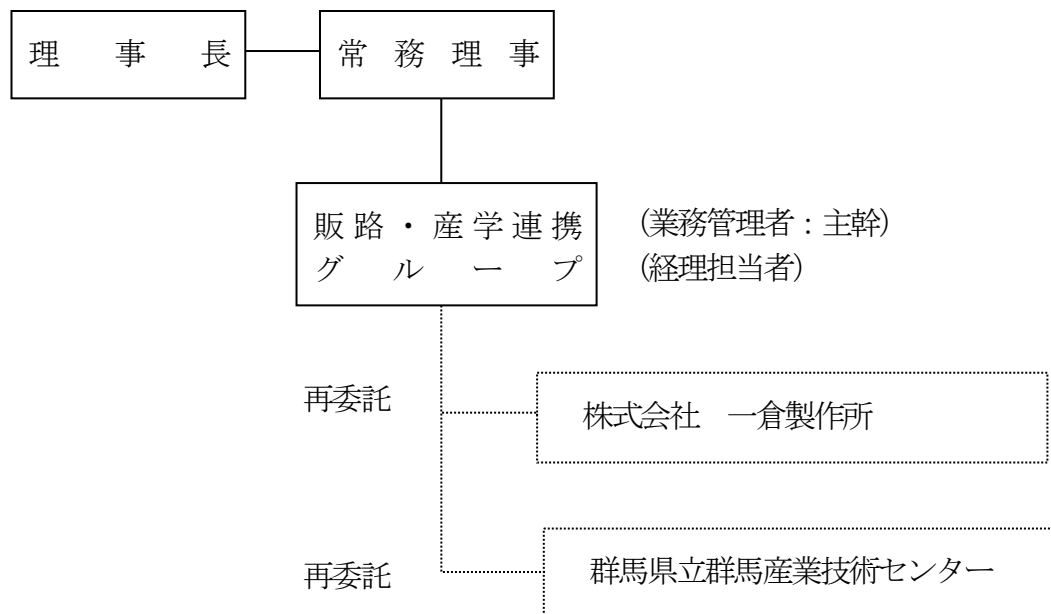 理事長
常務理事
販路・産学連携
グループ
(業務管理者：主幹)
(経理担当者)
再委託
株式会社　一倉製作所
再委託
群馬県立群馬産業技術センター